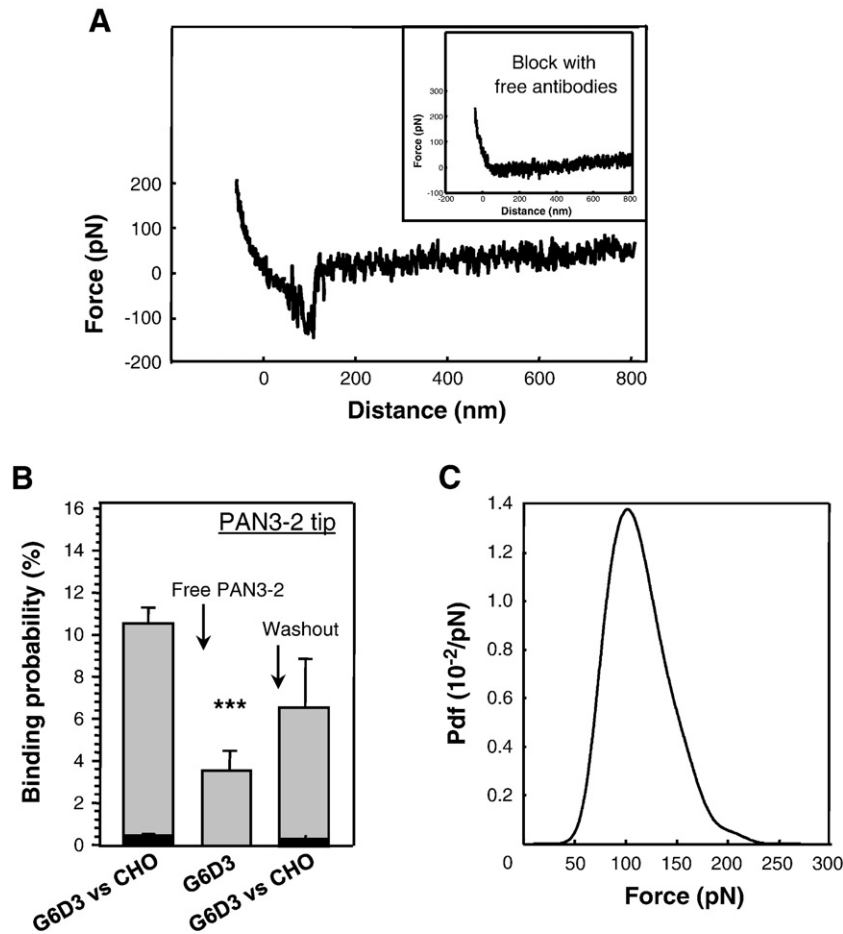 A
Force (pN)
200
100
0
-100
-200
0
200
400
600
800
Distance (nm)
Block with
free antibodies
Force (pN)
300
200
100
0
-100
-200
0
200
400
600
800
Distance (nm)
B
Binding probability (%)
16
14
12
10
8
6
4
2
0
PAN3-2 tip
Free PAN3-2
Washout
***
G6D3 vs CHO
G6D3
G6D3 vs CHO
C
Pdf (10⁻²/pN)
1.4
1.2
1.0
0.8
0.6
0.4
0.2
0
50
100
150
200
250
300
Force (pN)